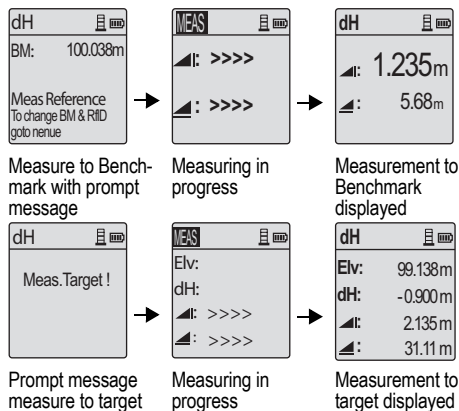 dH
BM: 100.038m
Meas Reference
To change BM & RflD
goto nenue
MEAS
: >>>>
: >>>>
dH
: 1.235m
: 5.68m
Measure to Bench-
mark with prompt
message
Measuring in
progress
Measurement to
Benchmark
displayed
dH
Meas.Target !
MEAS
Elv:
dH:
: >>>>
: >>>>
dH
Elv: 99.138m
dH: -0.900m
: 2.135m
: 31.11m
Prompt message
measure to target
Measuring in
progress
Measurement to
target displayed